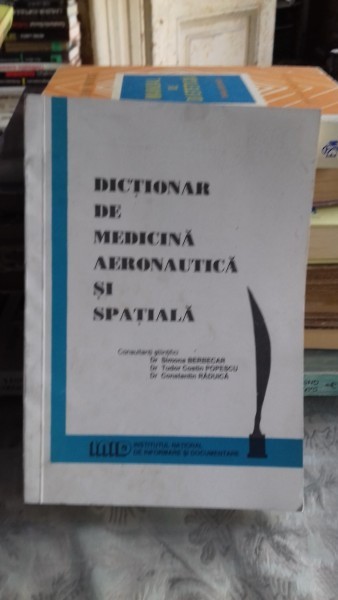 DICȚIONAR
DE
MEDICINĂ
AERONAUTICĂ
ȘI
SPAȚIALĂ
Consultanți științifici
Dr Simona BERBECAR
Dr Tudor Costin POPESCU
Dr Constantin RĂDUICĂ
INID INSTITUTUL NAȚIONAL
DE INFORMARE ȘI DOCUMENTARE